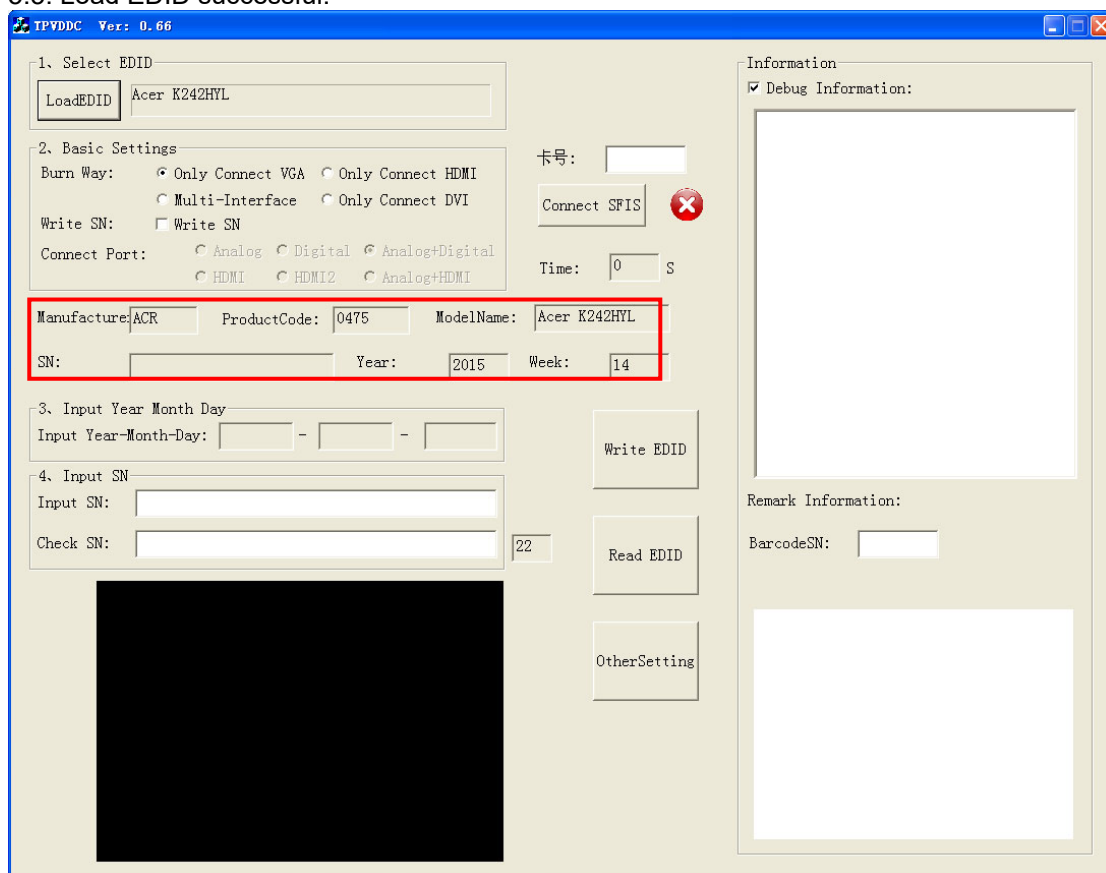 TPVDDC Ver: 0.66
1、Select EDID
LoadEDID Acer K242HYL
2、Basic Settings
Burn Way: Only Connect VGA Only Connect HDMI
Multi-Interface Only Connect DVI
Write SN: Write SN
Connect Port: Analog Digital Analog+Digital
HDMI HDMI2 Analog+HDMI
卡号:
Connect SFIS
Time: 0 S
Manufacture: ACR ProductCode: 0475 ModelName: Acer K242HYL
SN: Year: 2015 Week: 14
3、Input Year Month Day
Input Year-Month-Day: - -
4、Input SN
Input SN:
Check SN: 22
Write EDID
Read EDID
OtherSetting
Information
Debug Information:
Remark Information:
BarcodeSN: